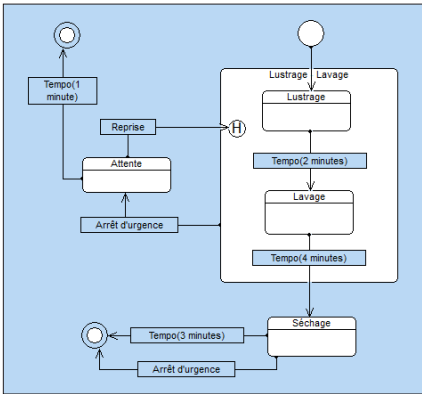 Lustrage Lavage
Tempo(1
minute)
Lustrage
Reprise
H
Tempo(2 minutes)
Attente
Lavage
Arrêt d'urgence
Tempo(4 minutes)
Séchage
Tempo(3 minutes)
Arrêt d'urgence